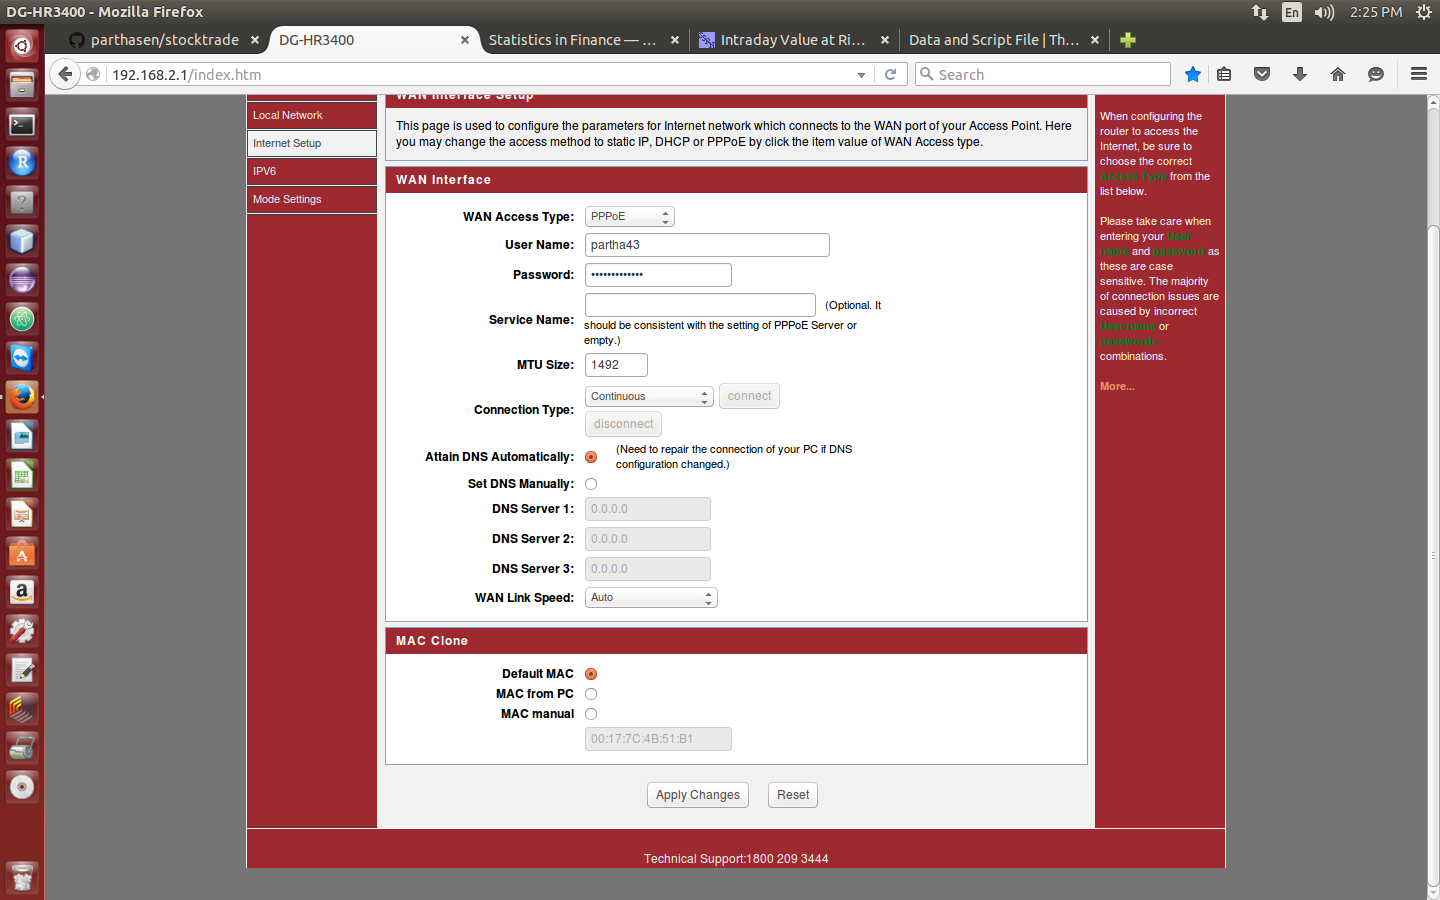 DG-HR3400 - Mozilla Firefox
En
2:25 PM
parthasen/stocktrade
DG-HR3400
Statistics in Finance — ...
Intraday Value at Ri...
Data and Script File | Th...
192.168.2.1/index.htm
Search
Local Network
Internet Setup
IPV6
Mode Settings
WAN Interface Setup
This page is used to configure the parameters for Internet network which connects to the WAN port of your Access Point. Here
you may change the access method to static IP, DHCP or PPPoE by click the item value of WAN Access type.
WAN Interface
WAN Access Type: PPPoE
User Name: partha43
Password: •••••••••••••
Service Name: (Optional. It
should be consistent with the setting of PPPoE Server or
empty.)
MTU Size: 1492
Connection Type: Continuous connect
disconnect
Attain DNS Automatically: (Need to repair the connection of your PC if DNS
configuration changed.)
Set DNS Manually:
DNS Server 1: 0.0.0.0
DNS Server 2: 0.0.0.0
DNS Server 3: 0.0.0.0
WAN Link Speed: Auto
MAC Clone
Default MAC
MAC from PC
MAC manual
00:17:7C:4B:51:B1
Apply Changes Reset
When configuring the
router to access the
Internet, be sure to
choose the correct
Access Type from the
list below.
Please take care when
entering your User
name and password as
these are case
sensitive. The majority
of connection issues are
caused by incorrect
User name or
password
combinations.
More...
Technical Support:1800 209 3444